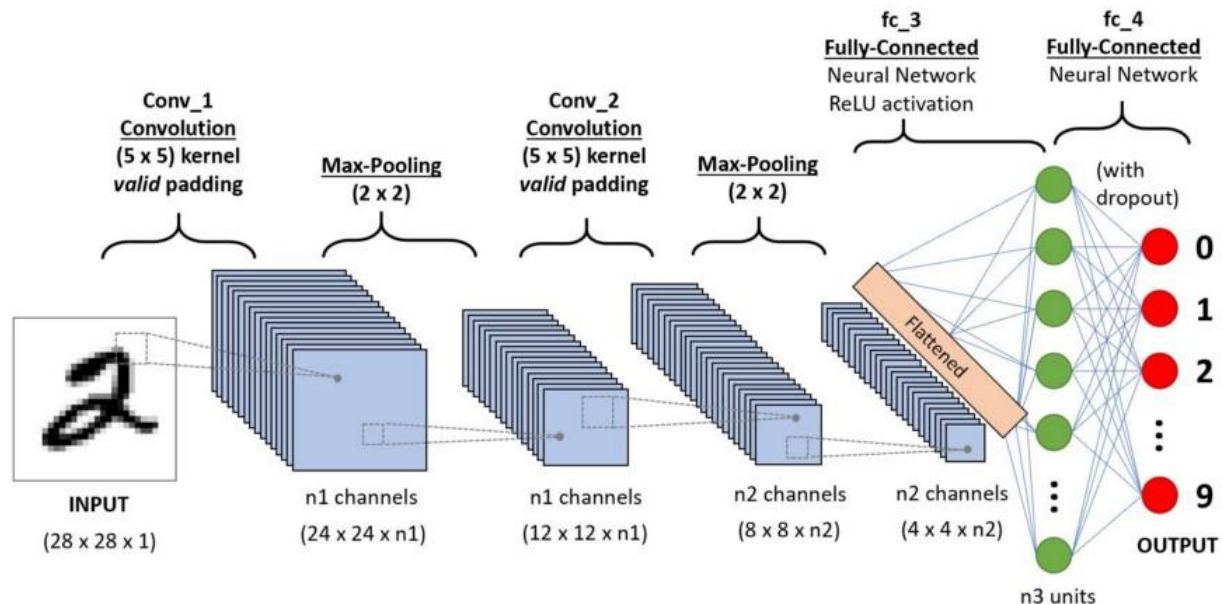 Conv_1
Convolution
(5 x 5) kernel
valid padding
Max-Pooling
(2 x 2)
Conv_2
Convolution
(5 x 5) kernel
valid padding
Max-Pooling
(2 x 2)
fc_3
Fully-Connected
Neural Network
ReLU activation
fc_4
Fully-Connected
Neural Network
(with
dropout)
Flattened
0
1
2
9
OUTPUT
INPUT
(28 x 28 x 1)
n1 channels
(24 x 24 x n1)
n1 channels
(12 x 12 x n1)
n2 channels
(8 x 8 x n2)
n2 channels
(4 x 4 x n2)
n3 units
2